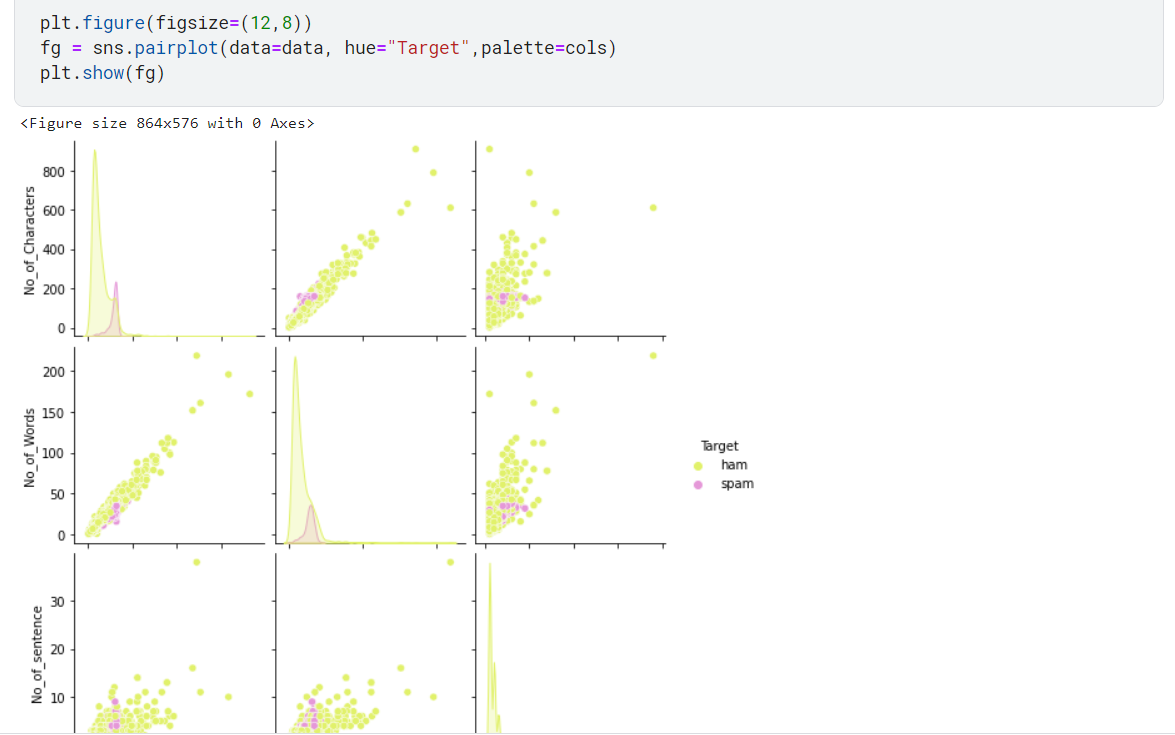 plt.figure(figsize=(12,8))
fg = sns.pairplot(data=data, hue="Target",palette=cols)
plt.show(fg)
<Figure size 864x576 with 0 Axes>
No_of_Characters
800
600
400
200
0
No_of_Words
200
150
100
50
0
Target
ham
spam
No_of_sentence
30
20
10